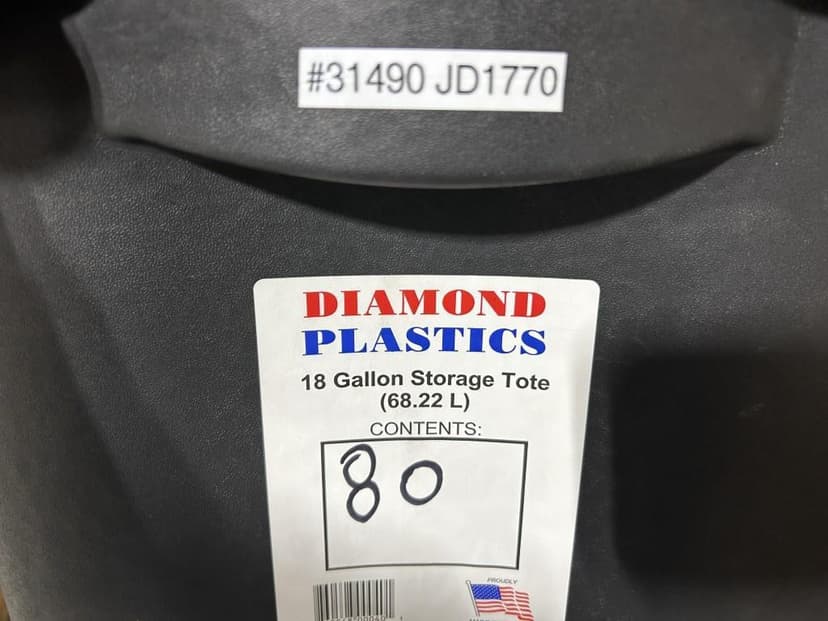 #31490 JD1770
DIAMOND
PLASTICS
18 Gallon Storage Tote
(68.22 L)
CONTENTS:
80
PROUDLY